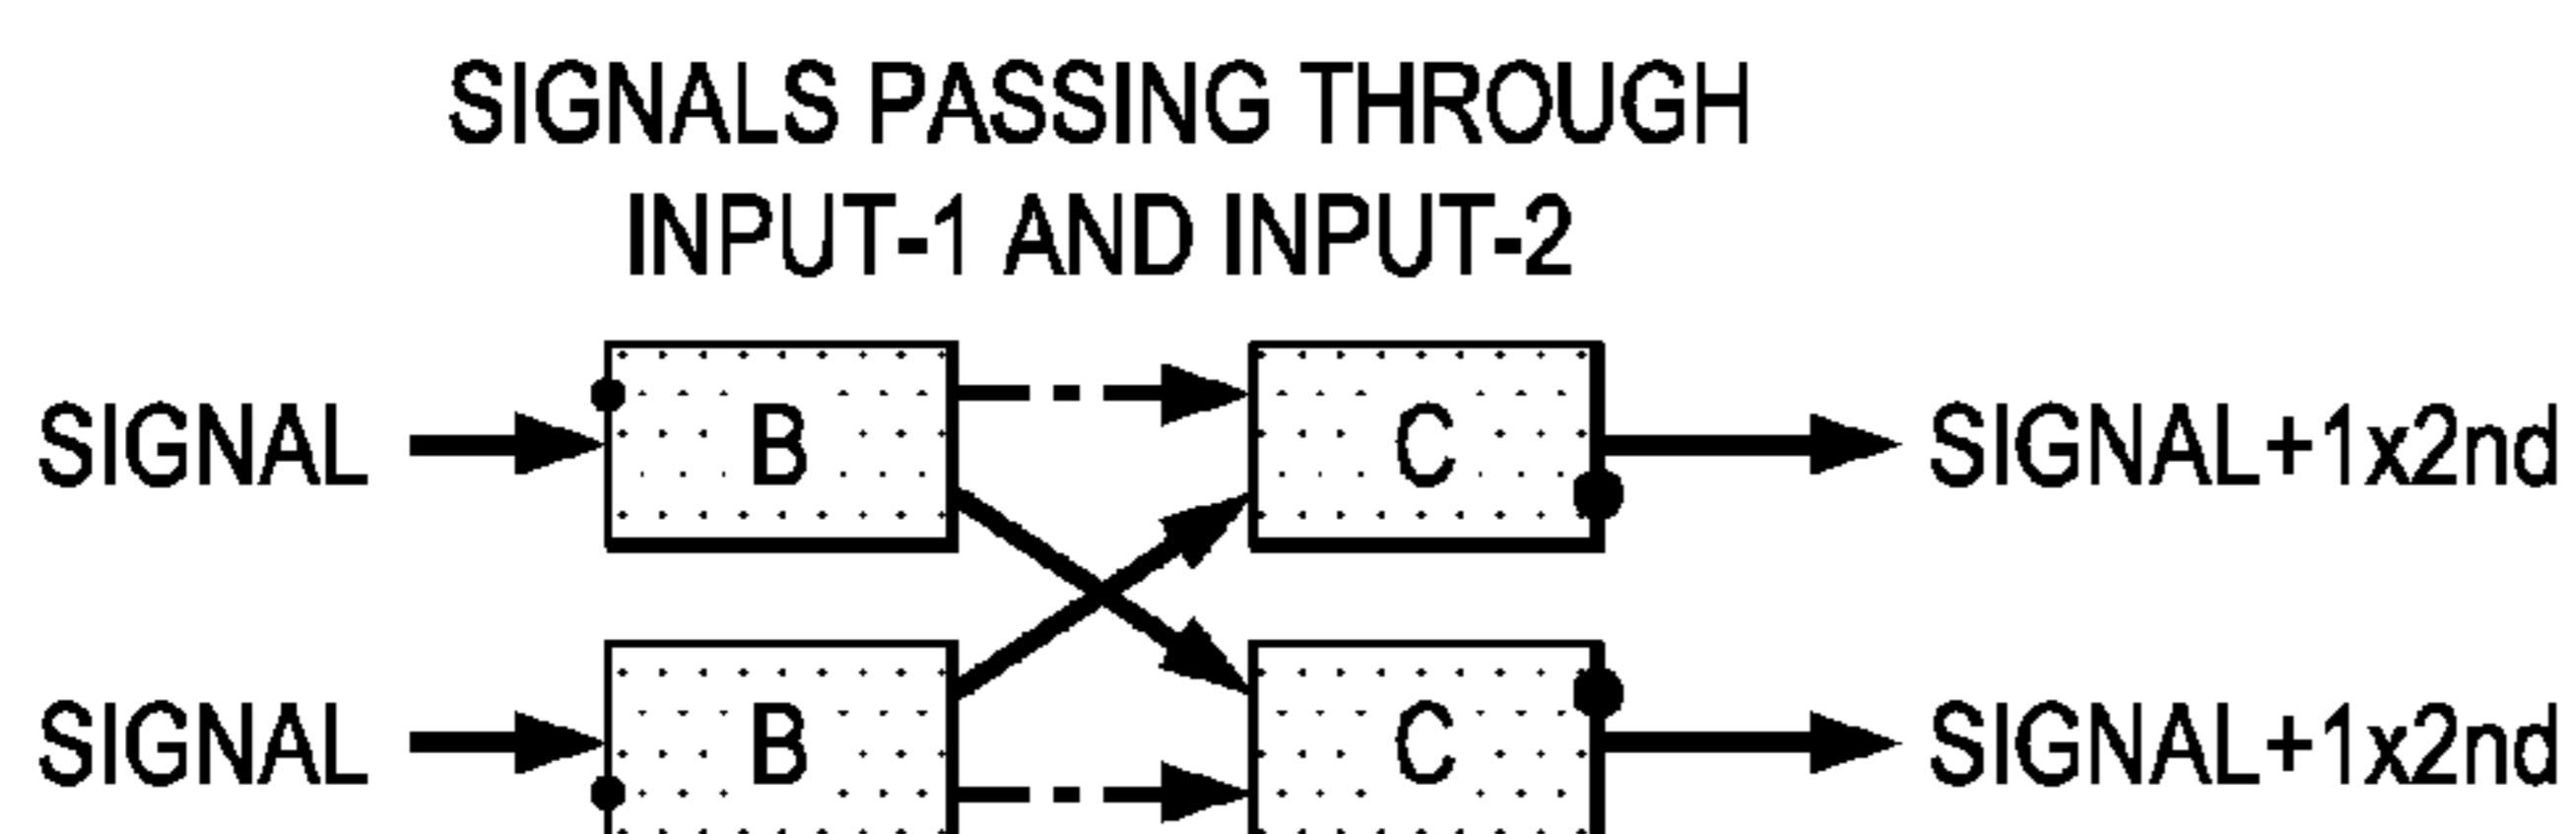 SIGNALS PASSING THROUGH
INPUT-1 AND INPUT-2
SIGNAL B C SIGNAL+1x2nd
SIGNAL B C SIGNAL+1x2nd